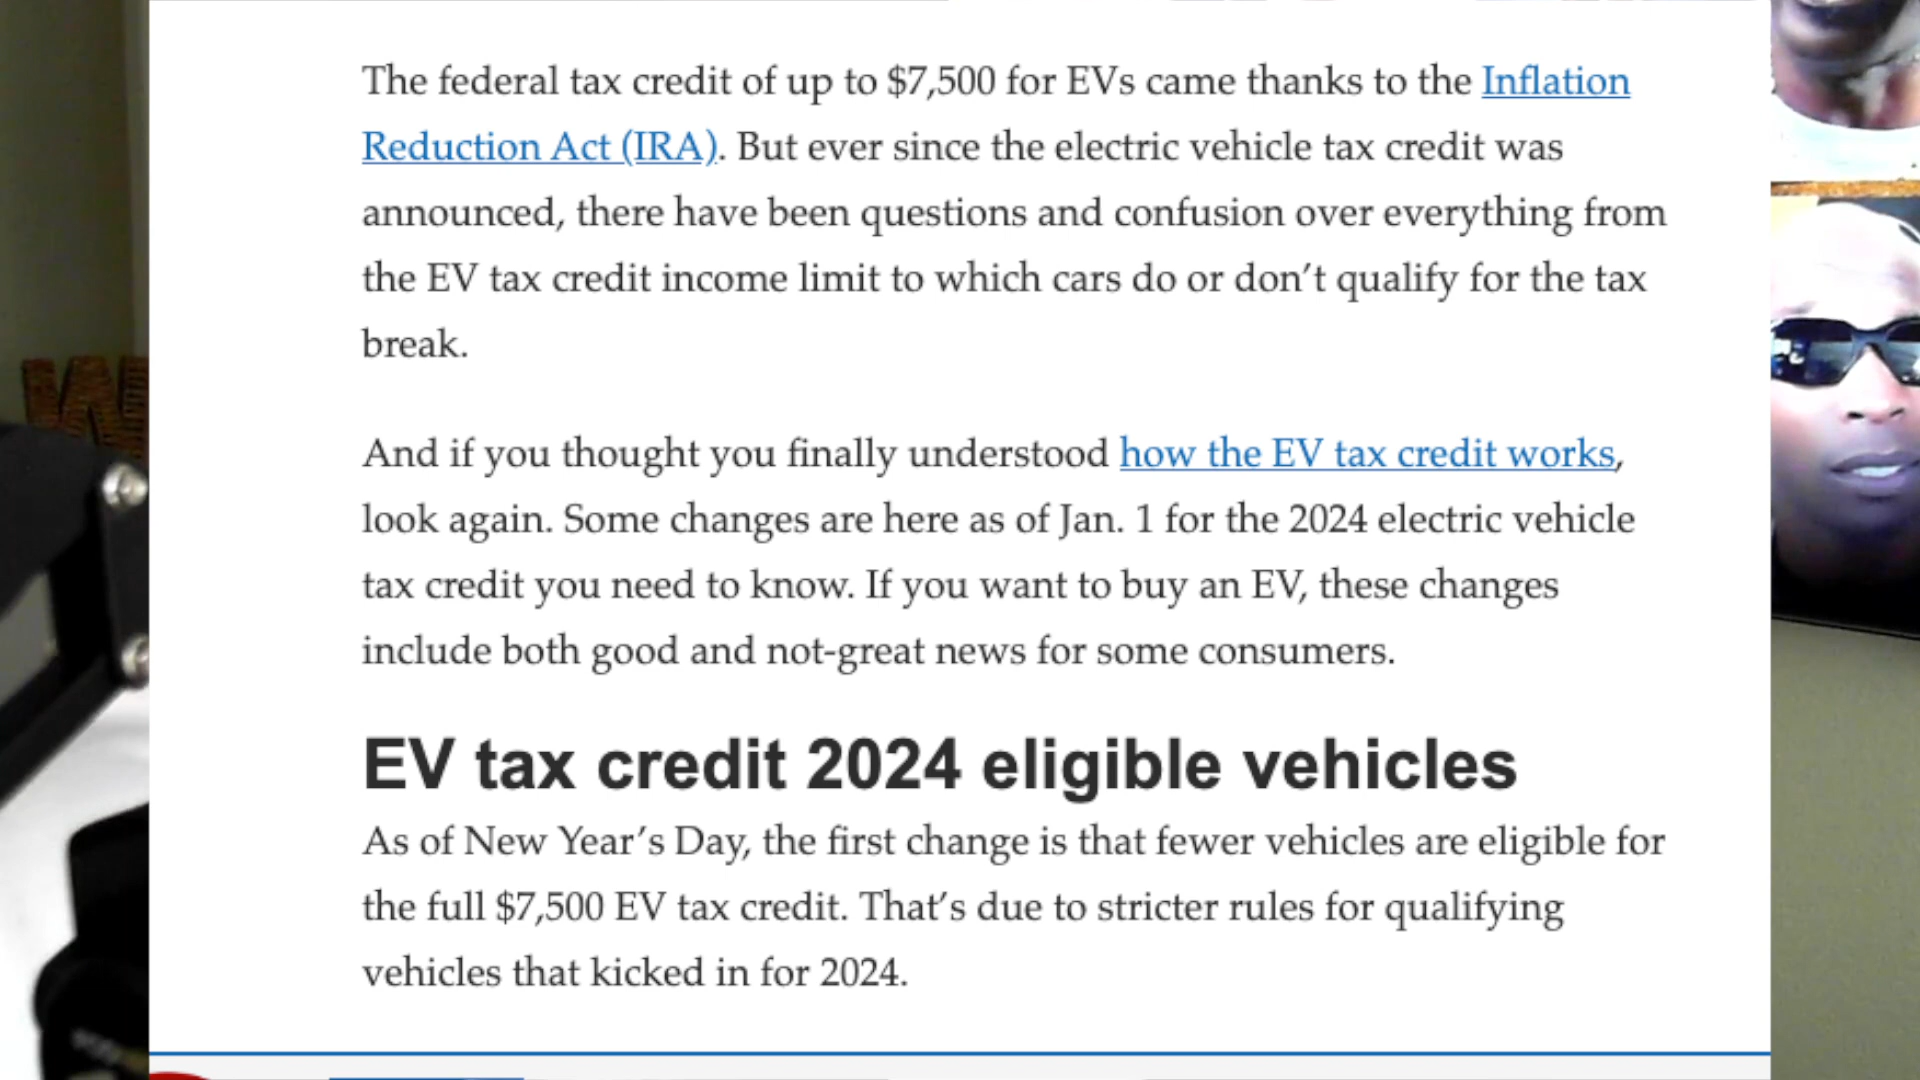 The federal tax credit of up to $7,500 for EVs came thanks to the Inflation
Reduction Act (IRA). But ever since the electric vehicle tax credit was
announced, there have been questions and confusion over everything from
the EV tax credit income limit to which cars do or don’t qualify for the tax
break.
And if you thought you finally understood how the EV tax credit works,
look again. Some changes are here as of Jan. 1 for the 2024 electric vehicle
tax credit you need to know. If you want to buy an EV, these changes
include both good and not-great news for some consumers.
EV tax credit 2024 eligible vehicles
As of New Year’s Day, the first change is that fewer vehicles are eligible for
the full $7,500 EV tax credit. That’s due to stricter rules for qualifying
vehicles that kicked in for 2024.